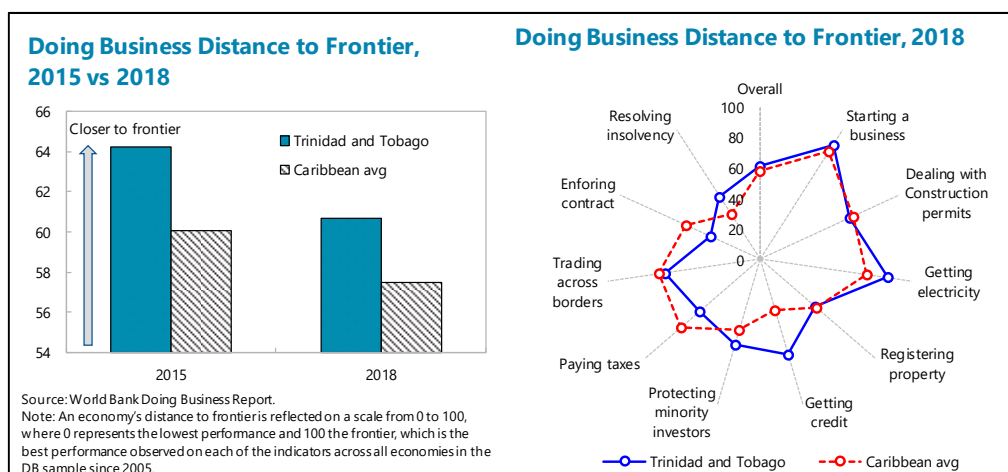 Doing Business Distance to Frontier,
2015 vs 2018
66
64
62
60
58
56
54
Closer to frontier
Trinidad and Tobago
Caribbean avg
2015
2018
Source: World Bank Doing Business Report.
Note: An economy's distance to frontier is reflected on a scale from 0 to 100,
where 0 represents the lowest performance and 100 the frontier, which is the
best performance observed on each of the indicators across all economies in the
DB sample since 2005.
Doing Business Distance to Frontier, 2018
Overall
100
80
60
40
20
0
Starting a
business
Dealing with
Construction
permits
Getting
electricity
Registering
property
Getting
credit
Protecting
minority
investors
Paying taxes
Trading
across
borders
Enforing
contract
Resolving
insolvency
Trinidad and Tobago
Caribbean avg